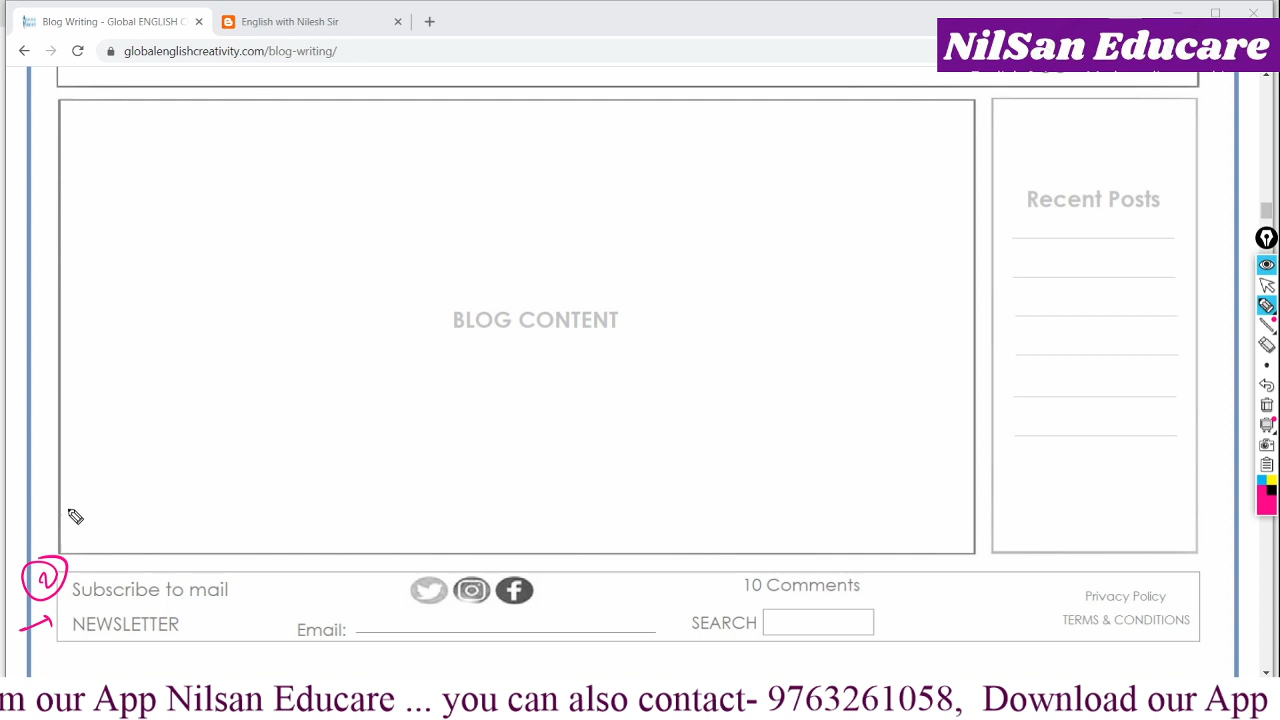 Blog Writing - Global ENGLISH C
English with Nilesh Sir
globalenglishcreativity.com/blog-writing/
NilSan Educare
Recent Posts
BLOG CONTENT
2
Subscribe to mail
10 Comments
Privacy Policy
NEWSLETTER
Email:
SEARCH
TERMS & CONDITIONS
m our App Nilsan Educare ... you can also contact- 9763261058, Download our App